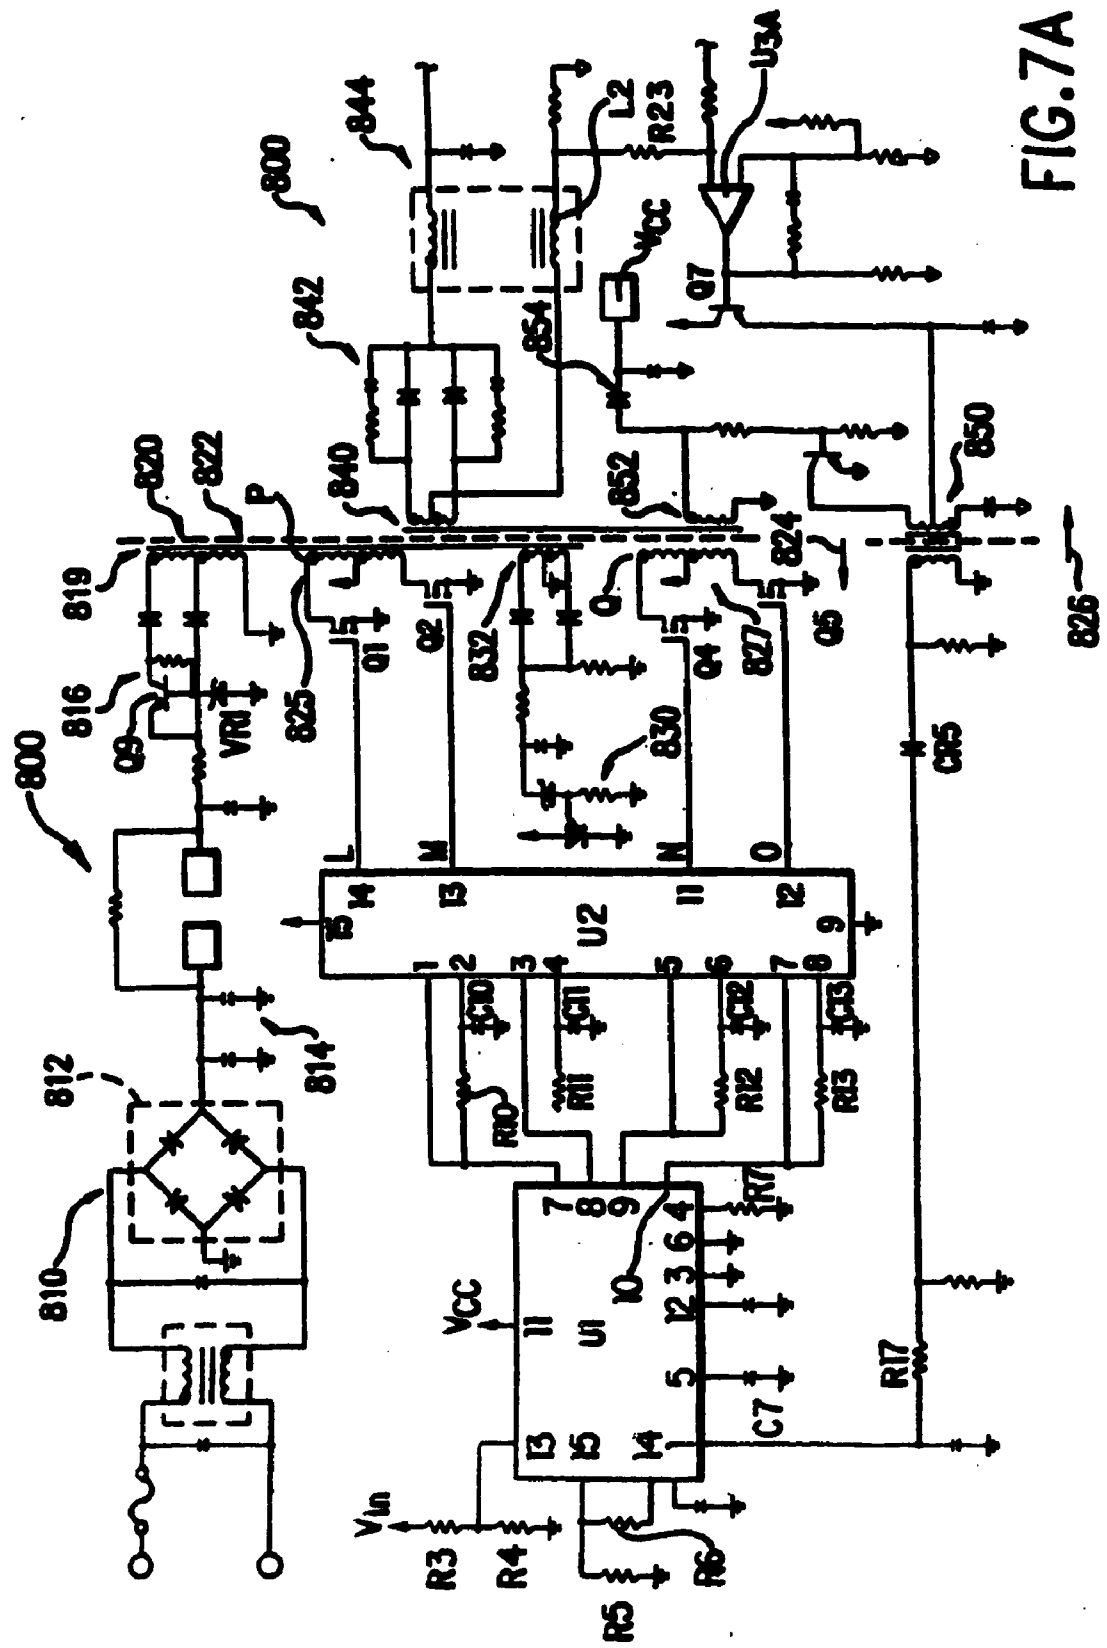 FIG.7A
800
844
842
840
820
822
P
819
816
Q9
VR1
825
Q1
Q2
832
830
Q
Q4
827
824
Q5
826
850
852
854
VCC
L2
R23
U3A
Q7
CR5
800
812
810
814
L
M
N
O
14
13
11
12
15
9
U2
1
2
3
4
5
6
7
8
C10
C11
C12
C13
R10
R11
R12
R13
7
8
9
10
4
6
3
12
5
14
15
13
11
U1
VCC
R7
C7
R17
Vin
R3
R4
R5
R6